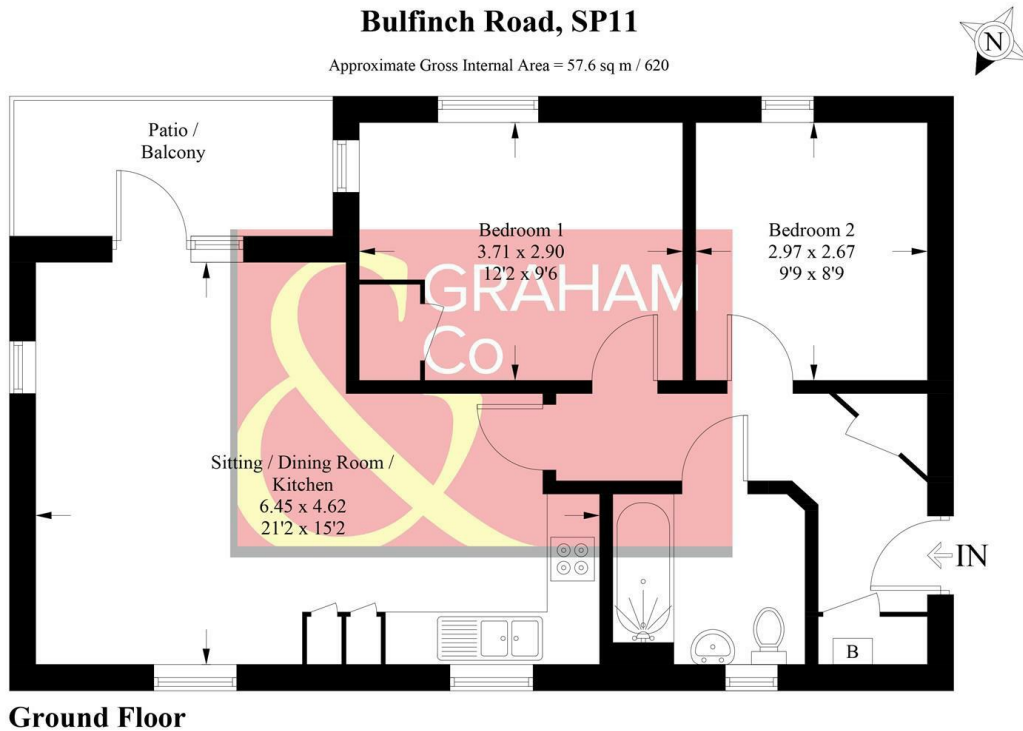 Bulfinch Road, SP11
Approximate Gross Internal Area = 57.6 sq m / 620
N
Patio /
Balcony
Bedroom 1
3.71 x 2.90
12'2 x 9'6
Bedroom 2
2.97 x 2.67
9'9 x 8'9
&
GRAHAM
Co
Sitting / Dining Room /
Kitchen
6.45 x 4.62
21'2 x 15'2
IN
B
Ground Floor